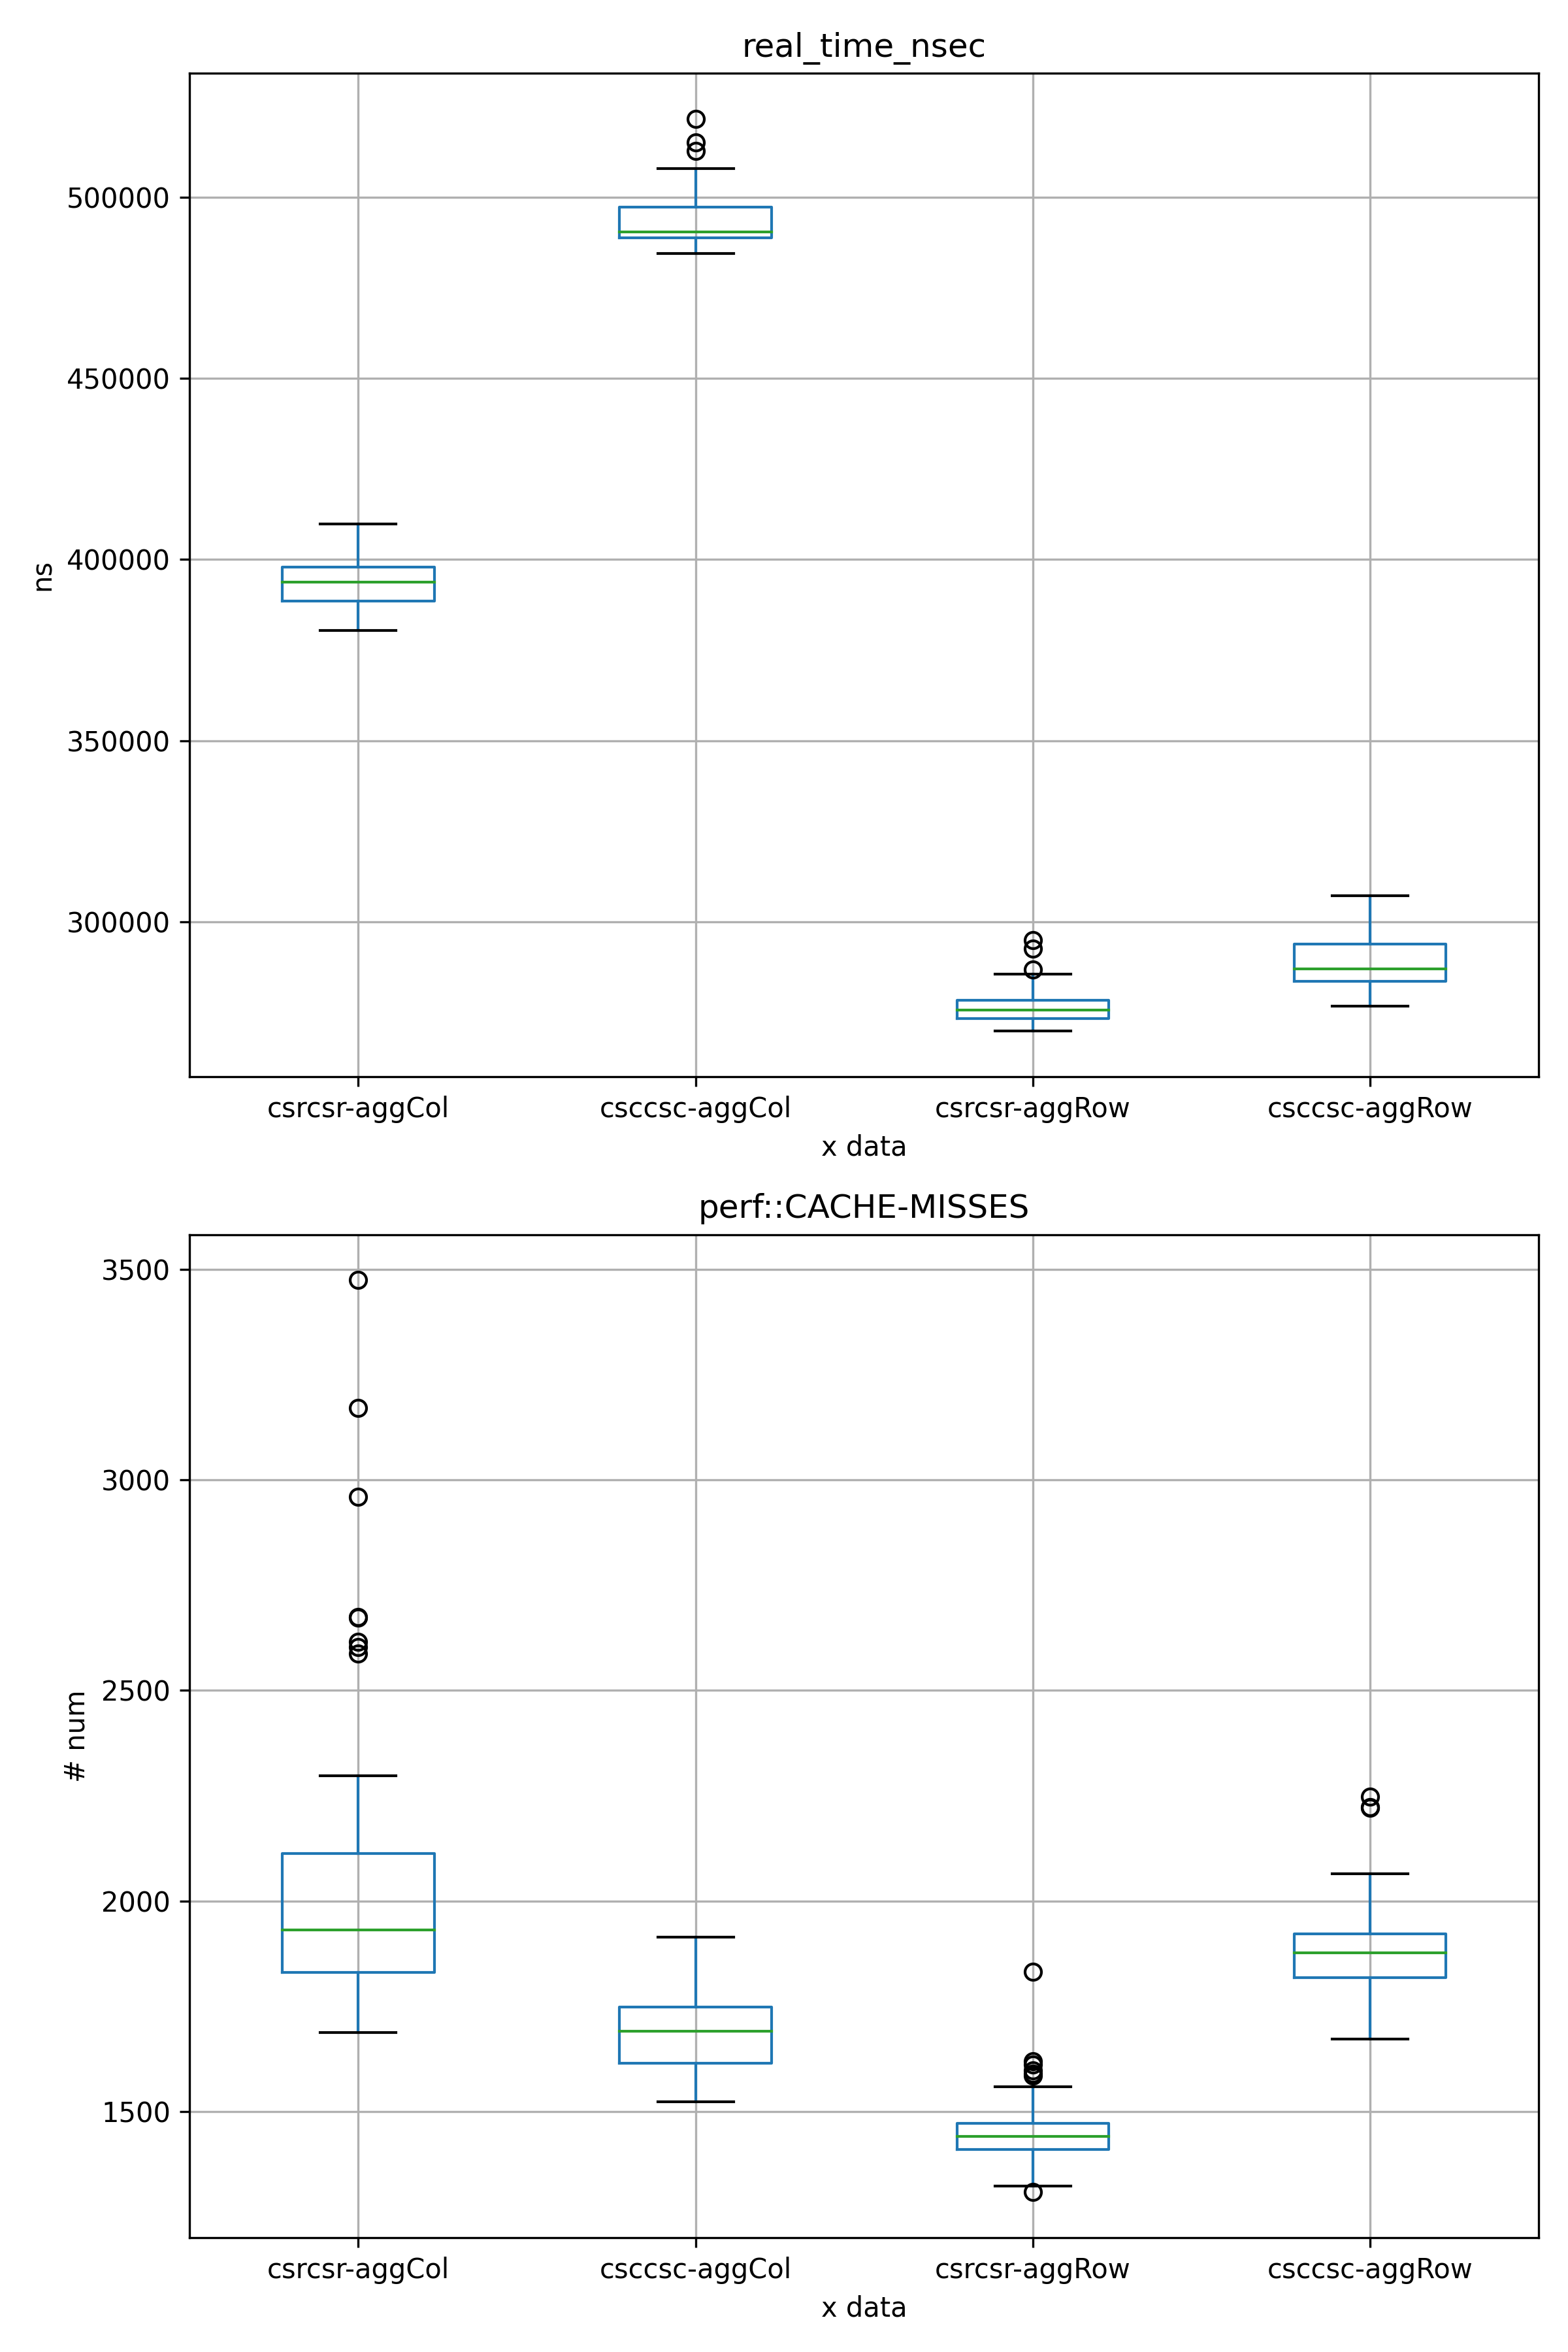 real_time_nsec
500000
450000
400000
350000
300000
ns
csrcsr-aggCol csccsc-aggCol csrcsr-aggRow csccsc-aggRow
x data
perf::CACHE-MISSES
3500
3000
2500
2000
1500
# num
csrcsr-aggCol csccsc-aggCol csrcsr-aggRow csccsc-aggRow
x data